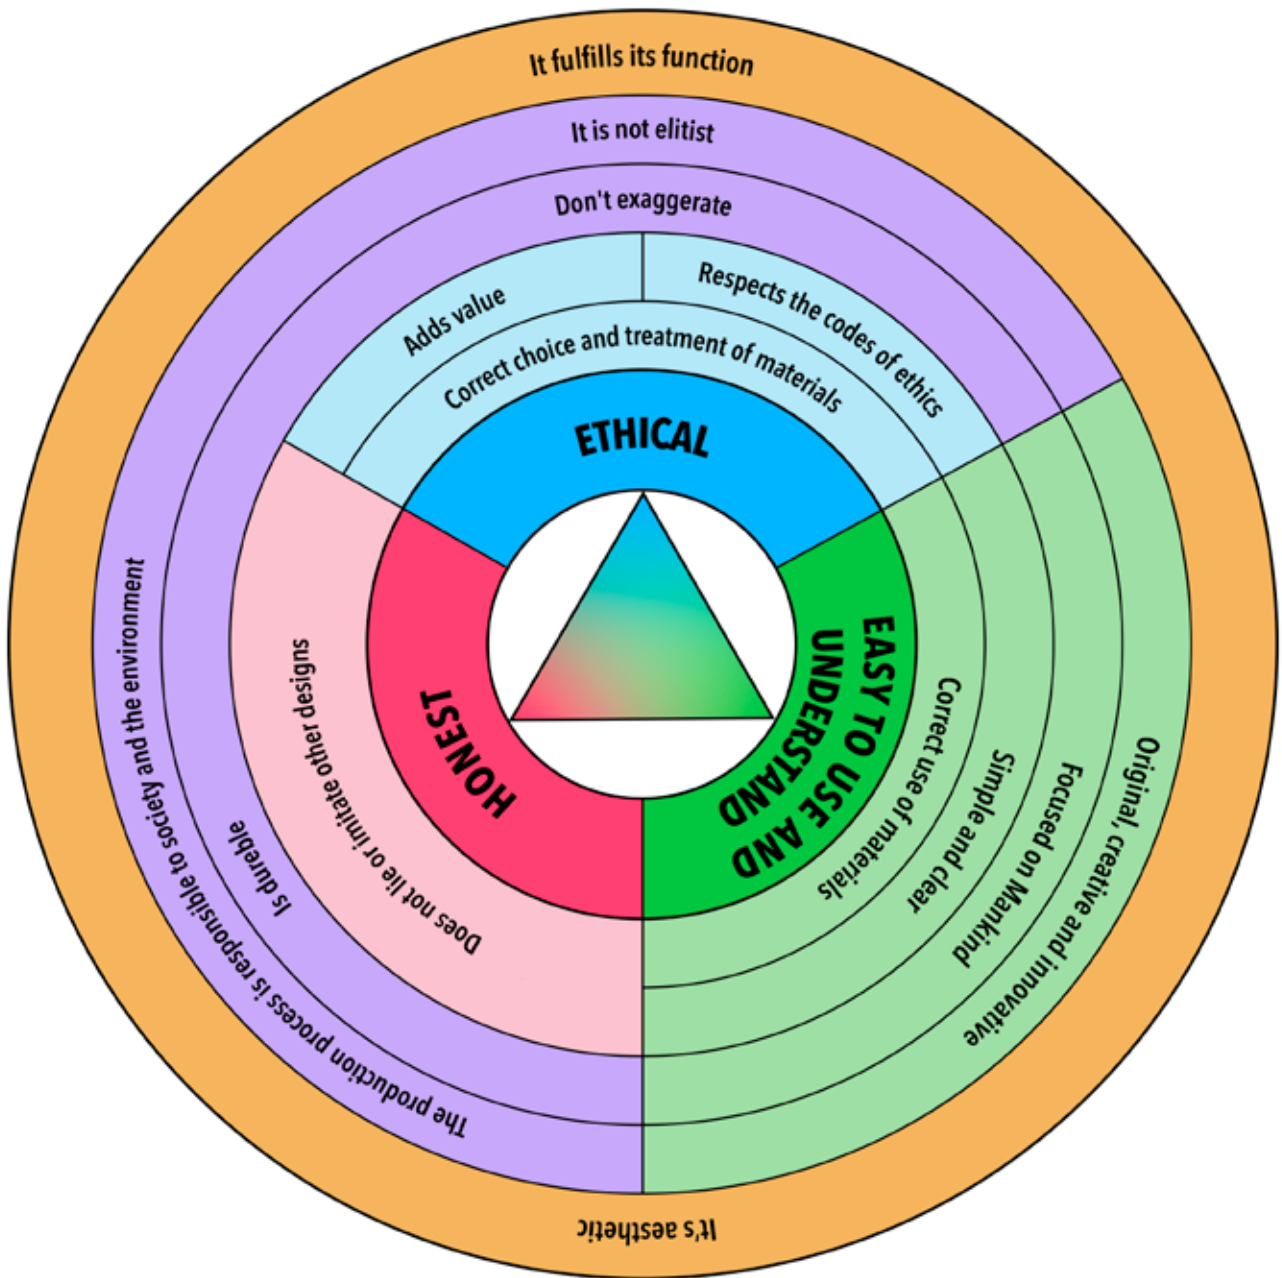 It fulfills its function
It is not elitist
Don't exaggerate
Adds value
Respects the codes of ethics
Correct choice and treatment of materials
ETHICAL
HONEST
EASY TO USE AND
UNDERSTAND
Correct use of materials
Simple and clear
Focused on Mankind
Original, creative and innovative
Does not lie or imitate other designs
Is dureble
The production process is responsible to society and the environment
It's aesthetic